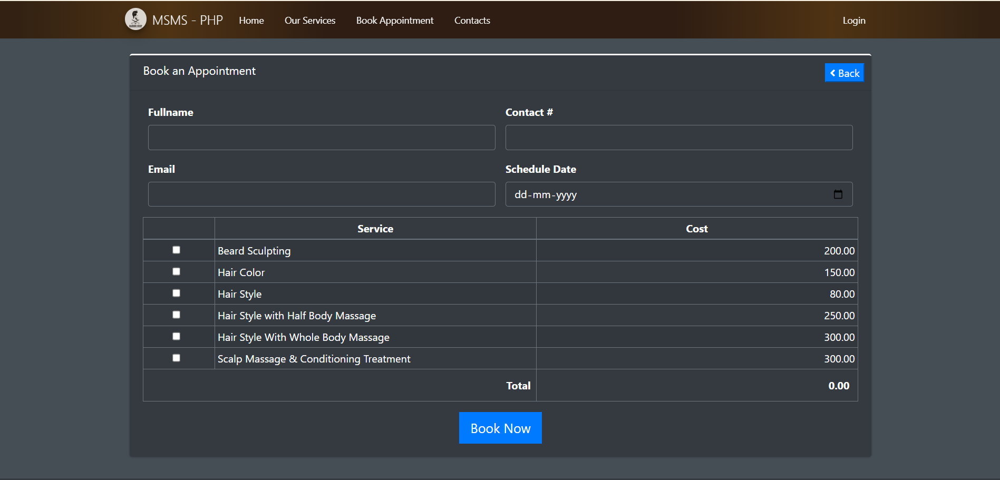 MSMS - PHP Home Our Services Book Appointment Contacts Login
Book an Appointment Back
Fullname Contact #
Email Schedule Date
dd-mm-yyyy
Service Cost
Beard Sculpting 200.00
Hair Color 150.00
Hair Style 80.00
Hair Style with Half Body Massage 250.00
Hair Style With Whole Body Massage 300.00
Scalp Massage & Conditioning Treatment 300.00
Total 0.00
Book Now